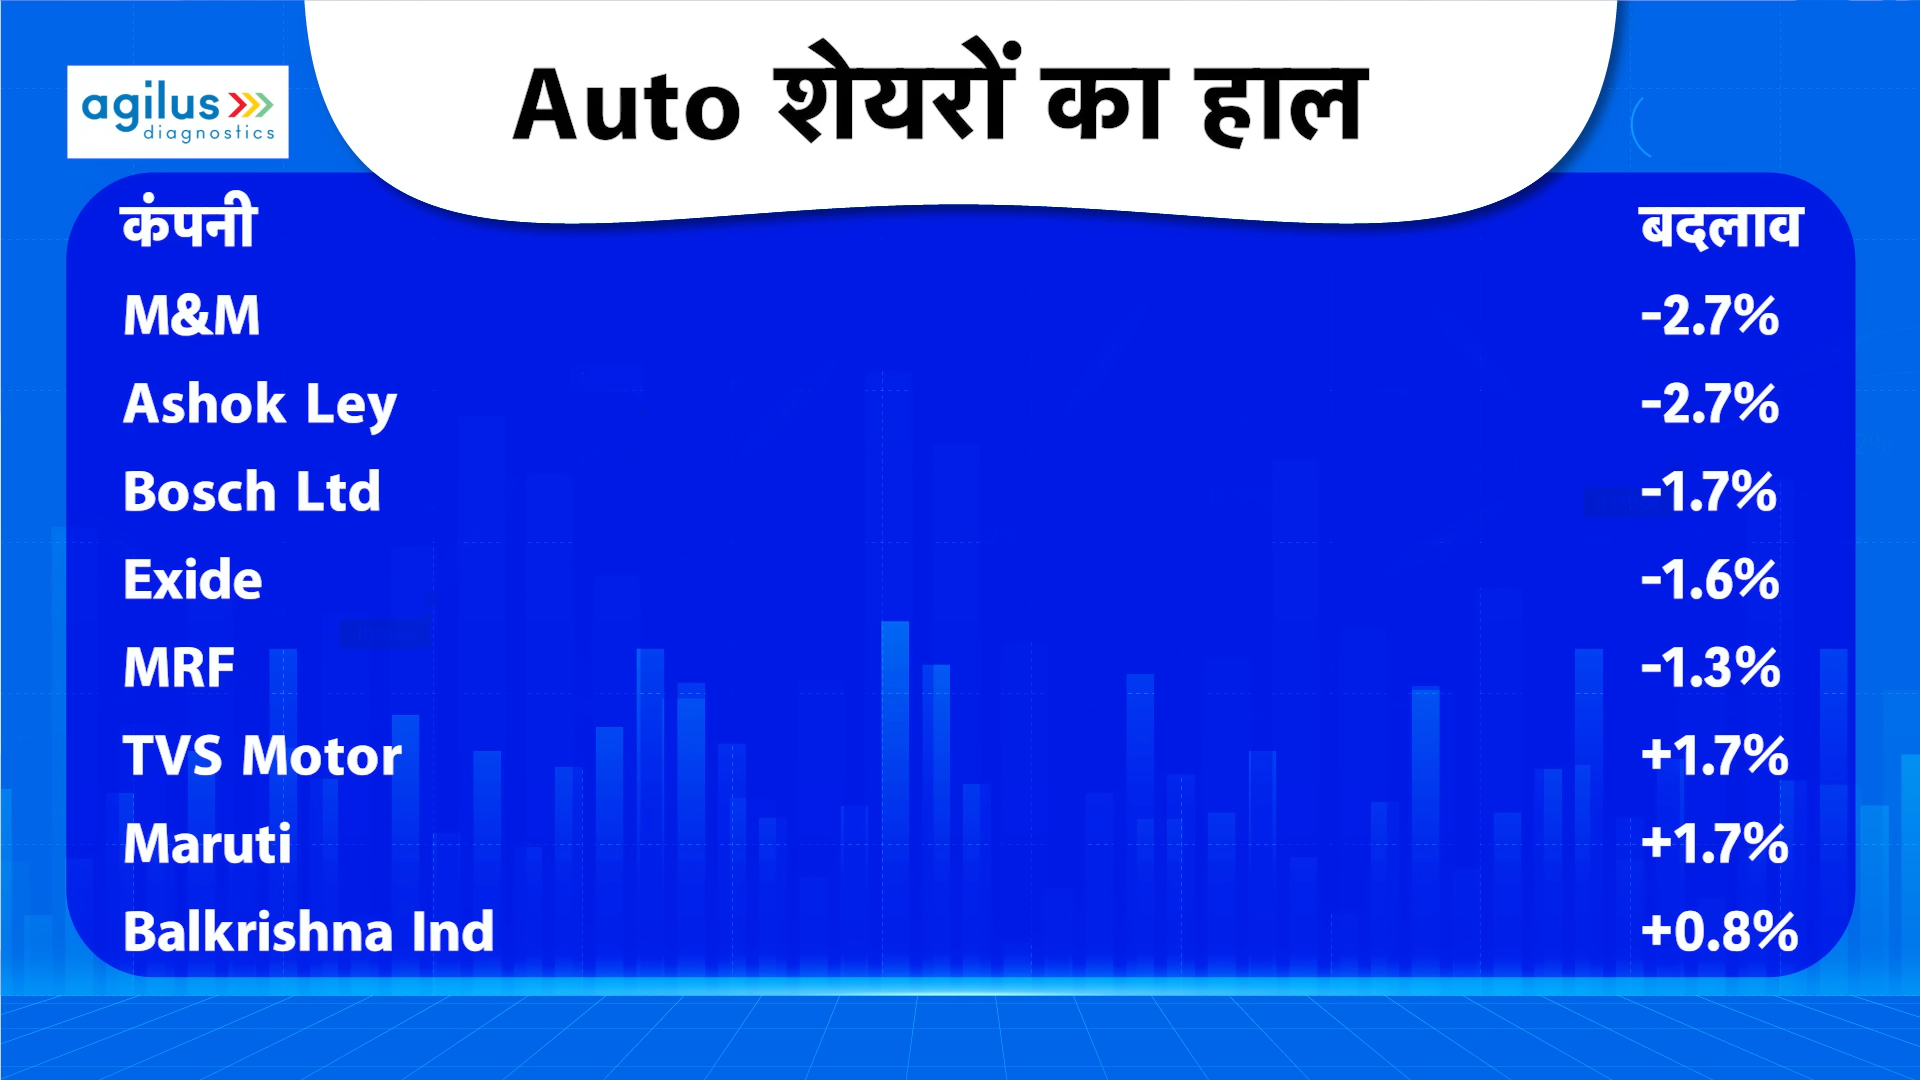 agilus
diagnostics
Auto शेयरों का हाल
कंपनी बदलाव
M&M -2.7%
Ashok Ley -2.7%
Bosch Ltd -1.7%
Exide -1.6%
MRF -1.3%
TVS Motor +1.7%
Maruti +1.7%
Balkrishna Ind +0.8%